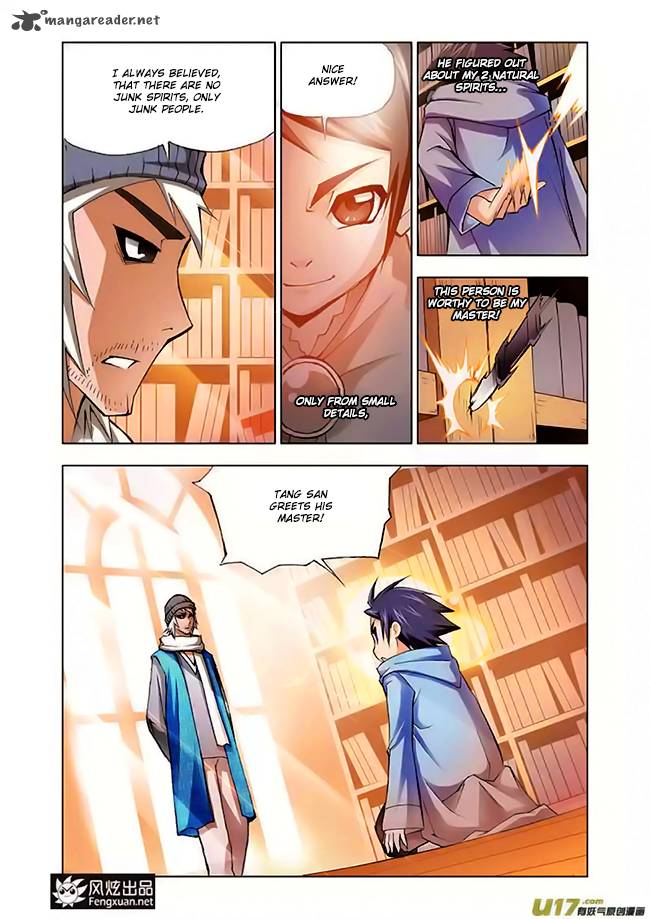 mangareader.net
I ALWAYS BELIEVED,
THAT THERE ARE NO
JUNK SPIRITS, ONLY
JUNK PEOPLE.
NICE
ANSWER!
ONLY FROM SMALL
DETAILS,
HE FIGURED OUT
ABOUT MY 2 NATURAL
SPIRITS...
THIS PERSON IS
WORTHY TO BE MY
MASTER!
TANG SAN
GREETS HIS
MASTER!
风炫出品
Fengxuan.net
U17.com
有妖气原创漫画